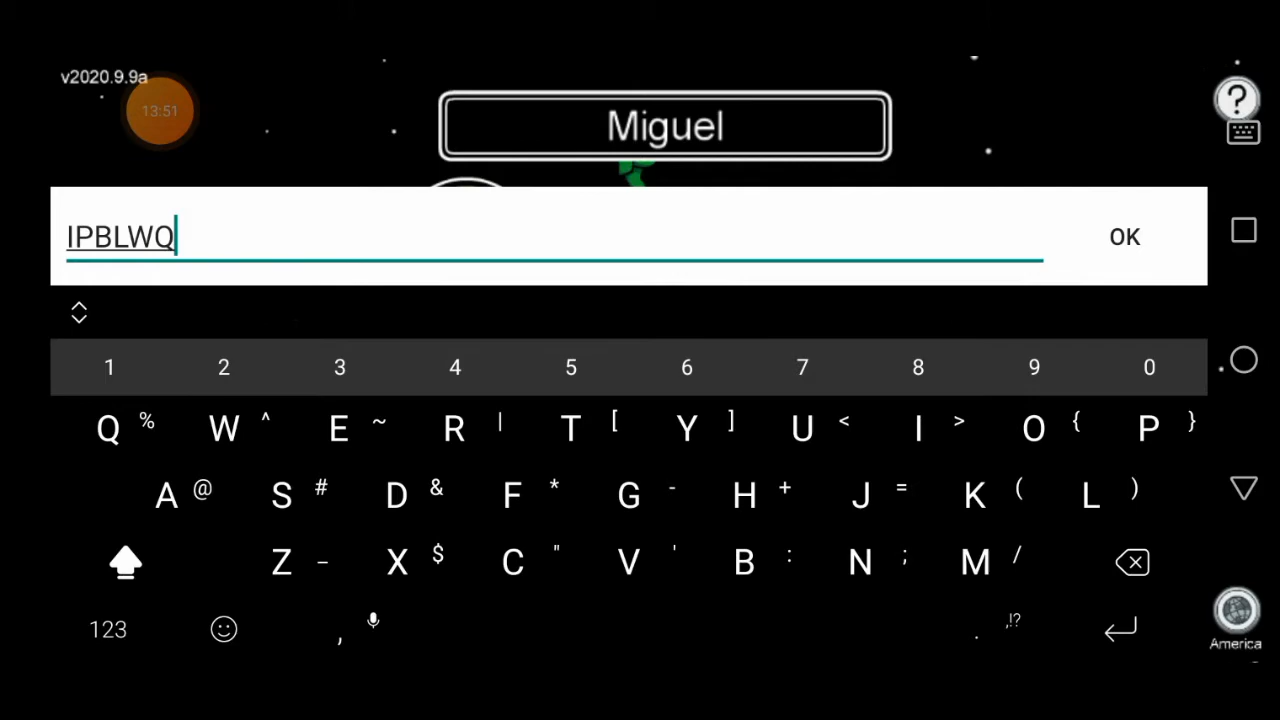 v2020.9.9a
13:51
Miguel
?
IPBLWQ
OK
1 2 3 4 5 6 7 8 9 0
Q % W ^ E ~ R | T [ Y ] U < I > O { P }
A @ S # D & F * G - H + J = K ( L )
Z _ X $ C " V ' B : N ; M /
123 , . ,!?
America